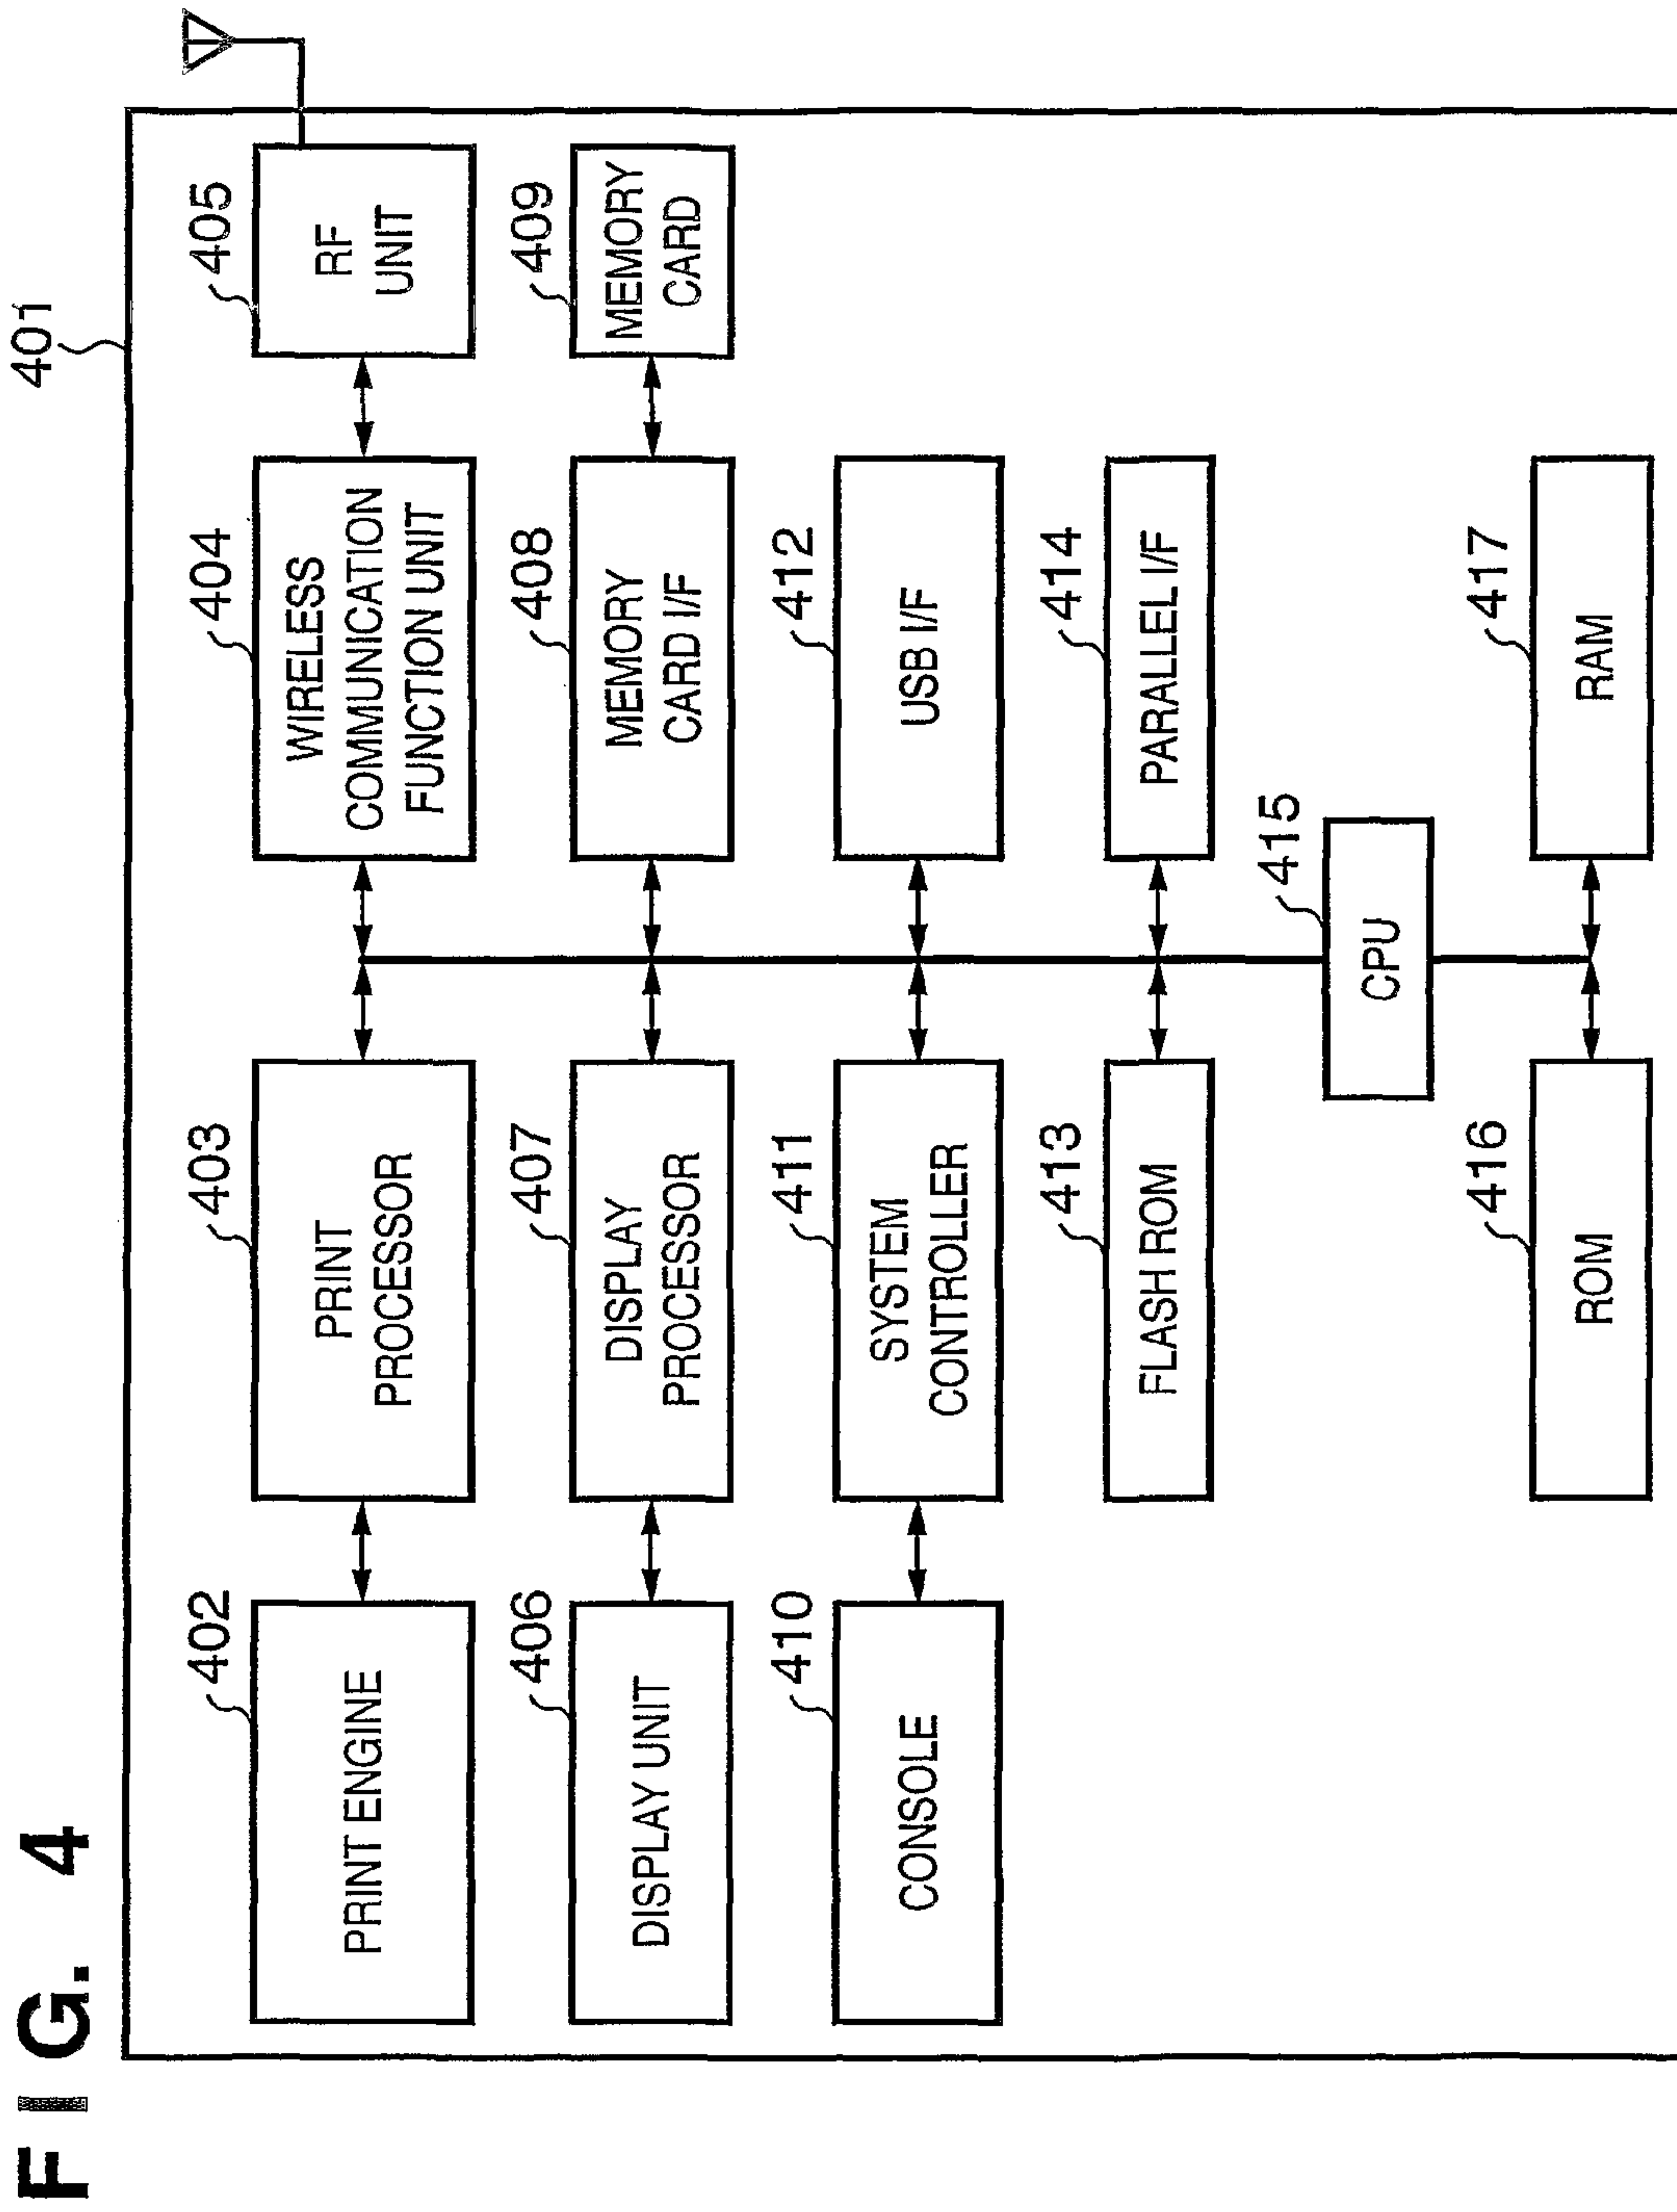 FIG. 4
401
402
PRINT ENGINE
403
PRINT
PROCESSOR
404
WIRELESS
COMMUNICATION
FUNCTION UNIT
405
RF
UNIT
406
DISPLAY UNIT
407
DISPLAY
PROCESSOR
408
MEMORY
CARD I/F
409
MEMORY
CARD
410
CONSOLE
411
SYSTEM
CONTROLLER
412
USB I/F
413
FLASH ROM
414
PARALLEL I/F
415
CPU
416
ROM
417
RAM